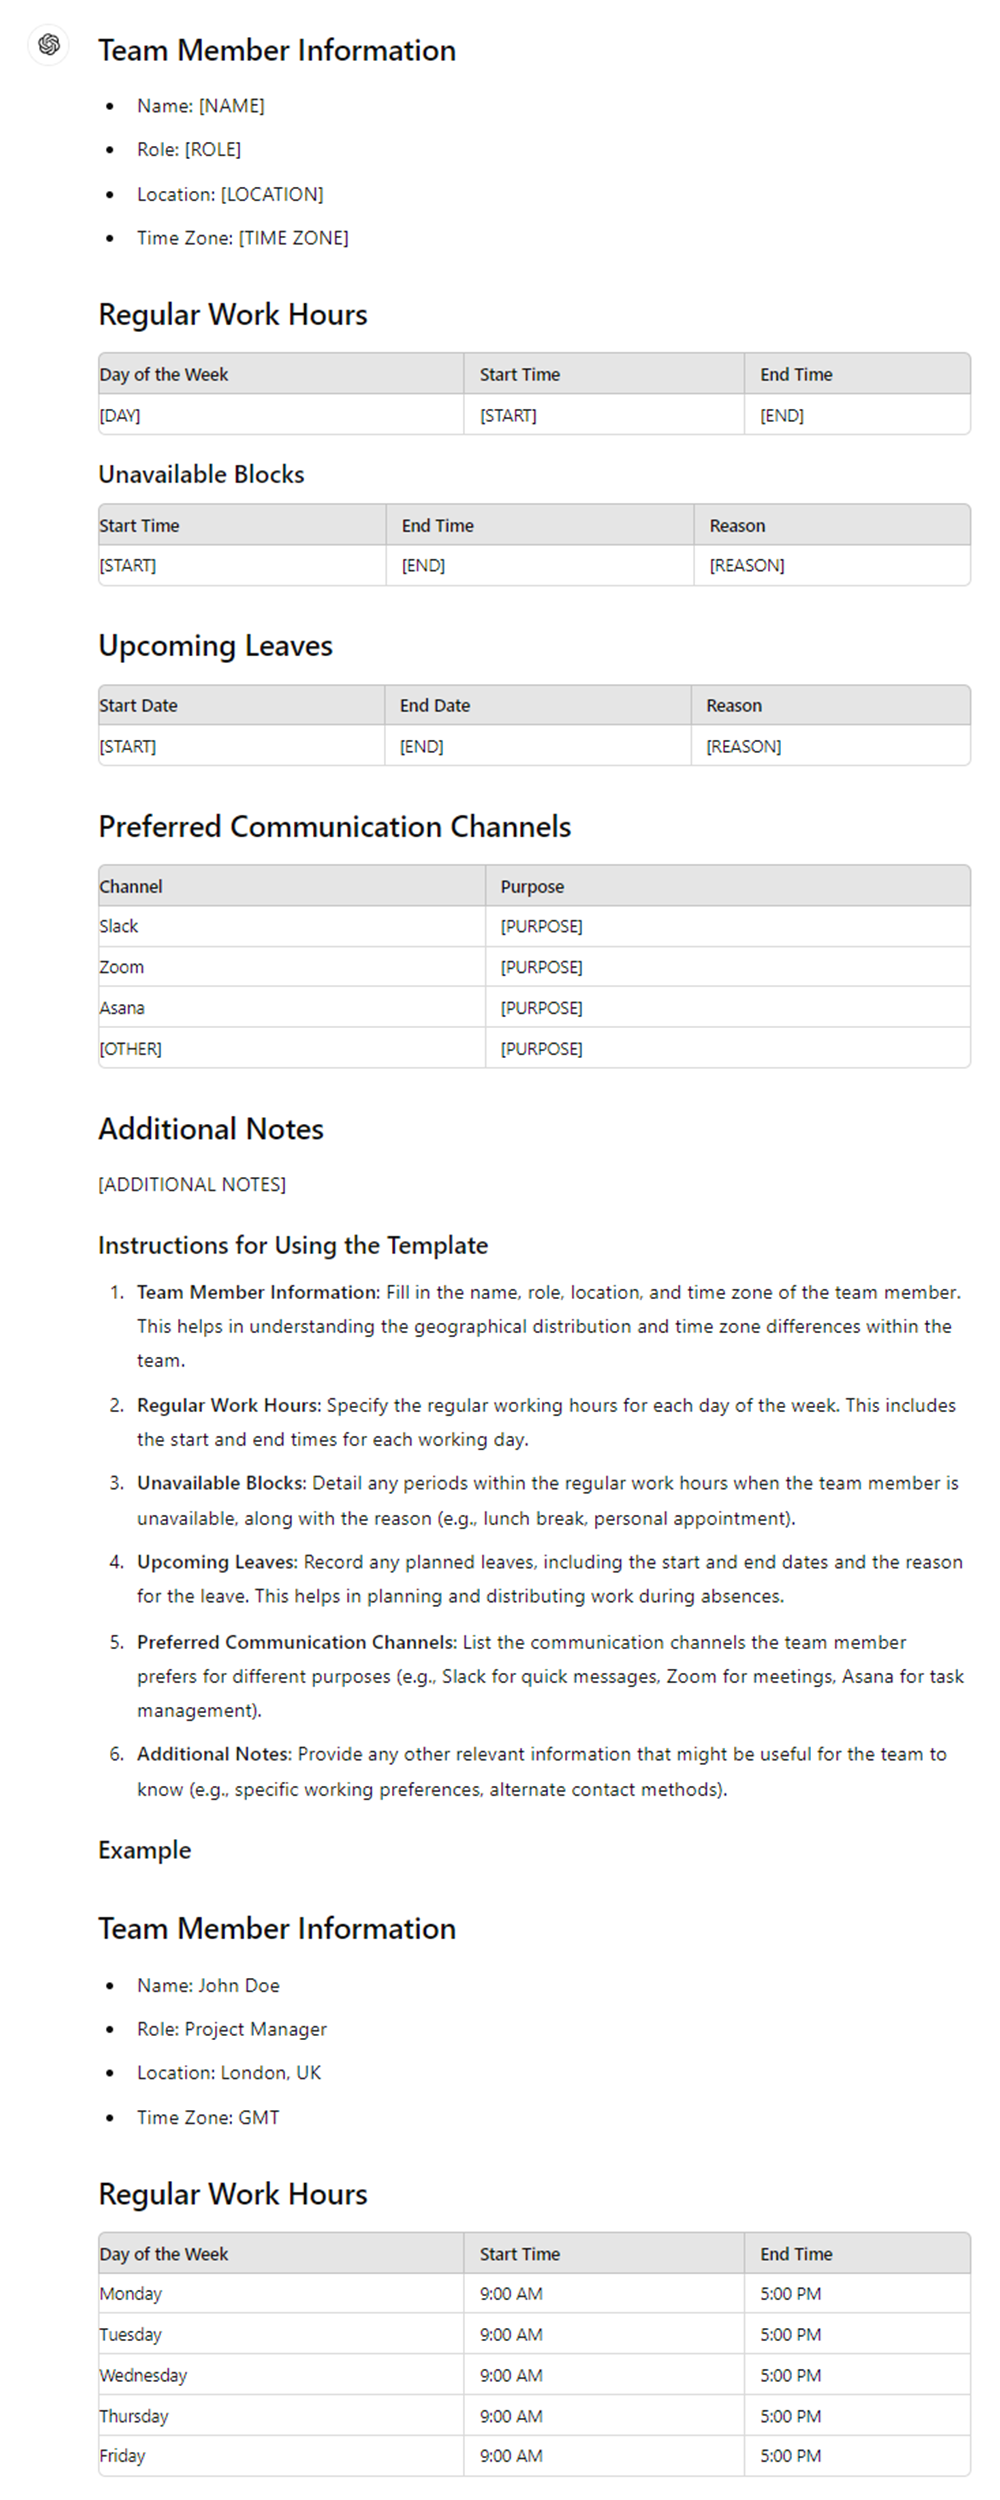 Team Member Information
Name: [NAME]
Role: [ROLE]
Location: [LOCATION]
Time Zone: [TIME ZONE]
Regular Work Hours
Day of the Week Start Time End Time
[DAY] [START] [END]
Unavailable Blocks
Start Time End Time Reason
[START] [END] [REASON]
Upcoming Leaves
Start Date End Date Reason
[START] [END] [REASON]
Preferred Communication Channels
Channel Purpose
Slack [PURPOSE]
Zoom [PURPOSE]
Asana [PURPOSE]
[OTHER] [PURPOSE]
Additional Notes
[ADDITIONAL NOTES]
Instructions for Using the Template
1. Team Member Information: Fill in the name, role, location, and time zone of the team member.
This helps in understanding the geographical distribution and time zone differences within the
team.
2. Regular Work Hours: Specify the regular working hours for each day of the week. This includes
the start and end times for each working day.
3. Unavailable Blocks: Detail any periods within the regular work hours when the team member is
unavailable, along with the reason (e.g., lunch break, personal appointment).
4. Upcoming Leaves: Record any planned leaves, including the start and end dates and the reason
for the leave. This helps in planning and distributing work during absences.
5. Preferred Communication Channels: List the communication channels the team member
prefers for different purposes (e.g., Slack for quick messages, Zoom for meetings, Asana for task
management).
6. Additional Notes: Provide any other relevant information that might be useful for the team to
know (e.g., specific working preferences, alternate contact methods).
Example
Team Member Information
Name: John Doe
Role: Project Manager
Location: London, UK
Time Zone: GMT
Regular Work Hours
Day of the Week Start Time End Time
Monday 9:00 AM 5:00 PM
Tuesday 9:00 AM 5:00 PM
Wednesday 9:00 AM 5:00 PM
Thursday 9:00 AM 5:00 PM
Friday 9:00 AM 5:00 PM